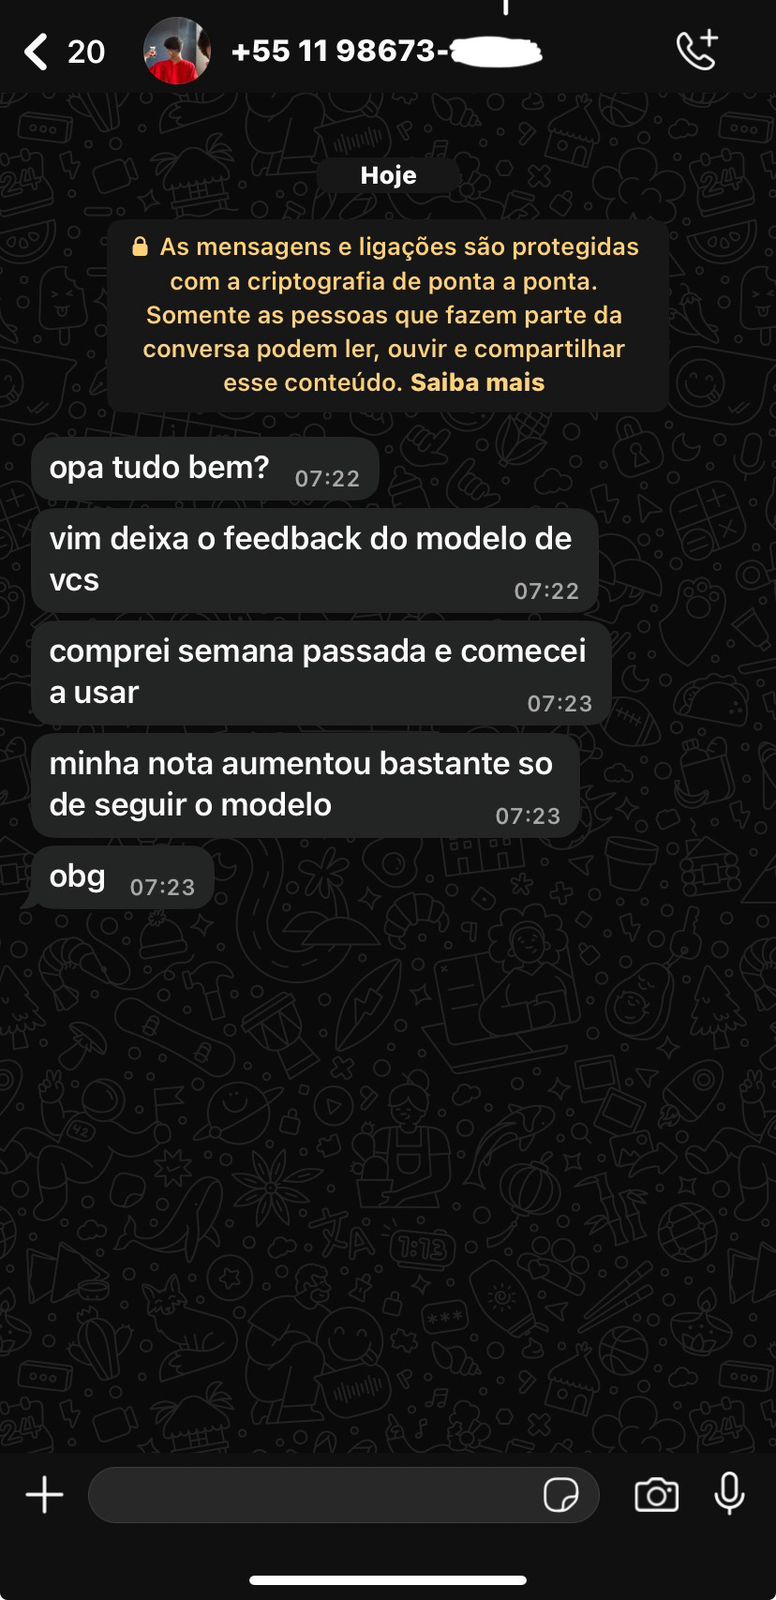 20
+55 11 98673-
Hoje
As mensagens e ligações são protegidas
com a criptografia de ponta a ponta.
Somente as pessoas que fazem parte da
conversa podem ler, ouvir e compartilhar
esse conteúdo. Saiba mais
opa tudo bem? 07:22
vim deixa o feedback do modelo de
vcs 07:22
comprei semana passada e comecei
a usar 07:23
minha nota aumentou bastante so
de seguir o modelo 07:23
obg 07:23